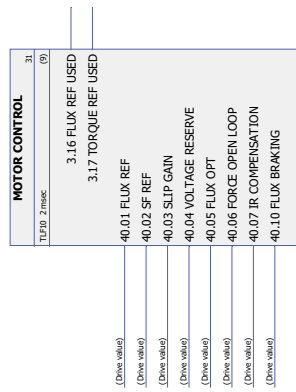 MOTOR CONTROL
31
TLF10 2 msec
(9)
3.16 FLUX REF USED
3.17 TORQUE REF USED
(Drive value) 40.01 FLUX REF
(Drive value) 40.02 SF REF
(Drive value) 40.03 SLIP GAIN
(Drive value) 40.04 VOLTAGE RESERVE
(Drive value) 40.05 FLUX OPT
(Drive value) 40.06 FORCE OPEN LOOP
(Drive value) 40.07 IR COMPENSATION
(Drive value) 40.10 FLUX BRAKING